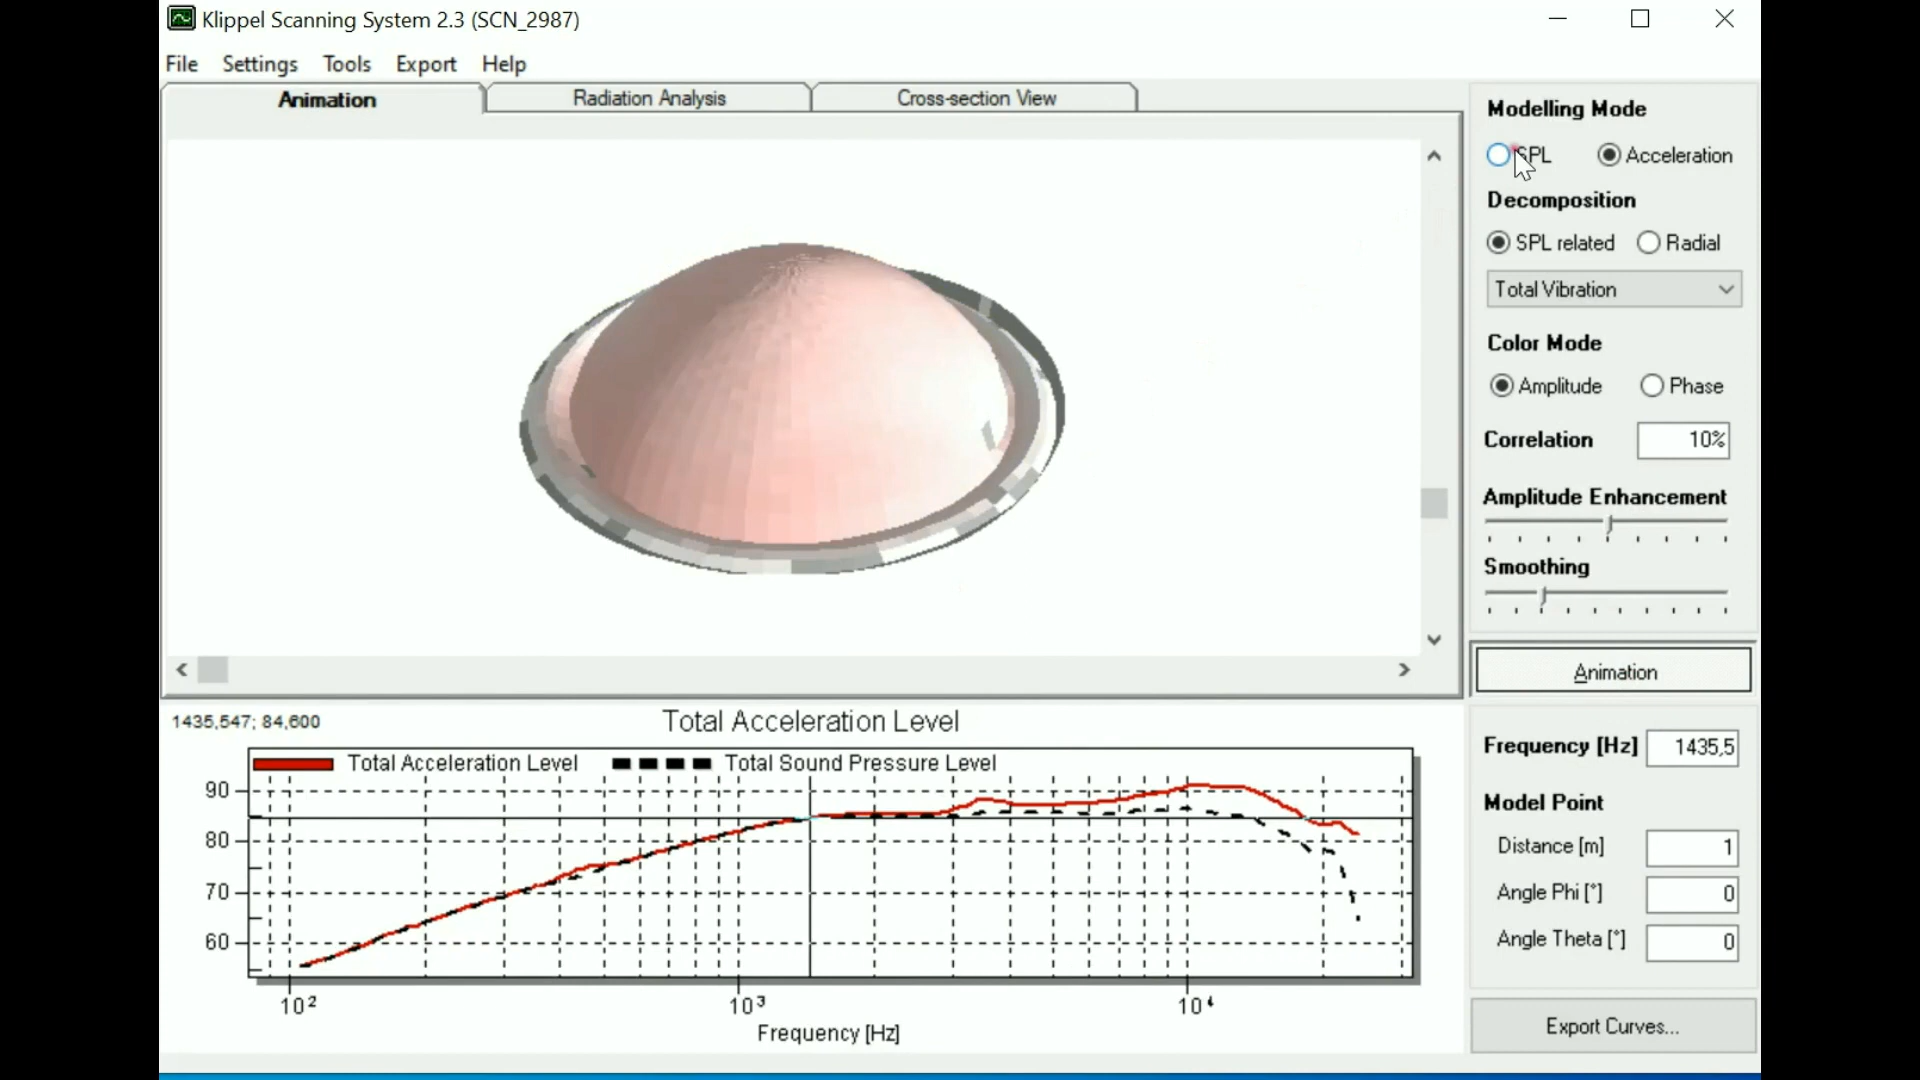 Klippel Scanning System 2.3 (SCN_2987)
File Settings Tools Export Help
Animation Radiation Analysis Cross-section View
Modelling Mode
SPL Acceleration
Decomposition
SPL related Radial
Total Vibration
Color Mode
Amplitude Phase
Correlation 10%
Amplitude Enhancement
Smoothing
Animation
1435,547; 84,600
Total Acceleration Level
Total Acceleration Level Total Sound Pressure Level
90
80
70
60
10² 10³ 10⁴
Frequency [Hz]
Frequency [Hz] 1435,5
Model Point
Distance [m] 1
Angle Phi [°] 0
Angle Theta [°] 0
Export Curves...